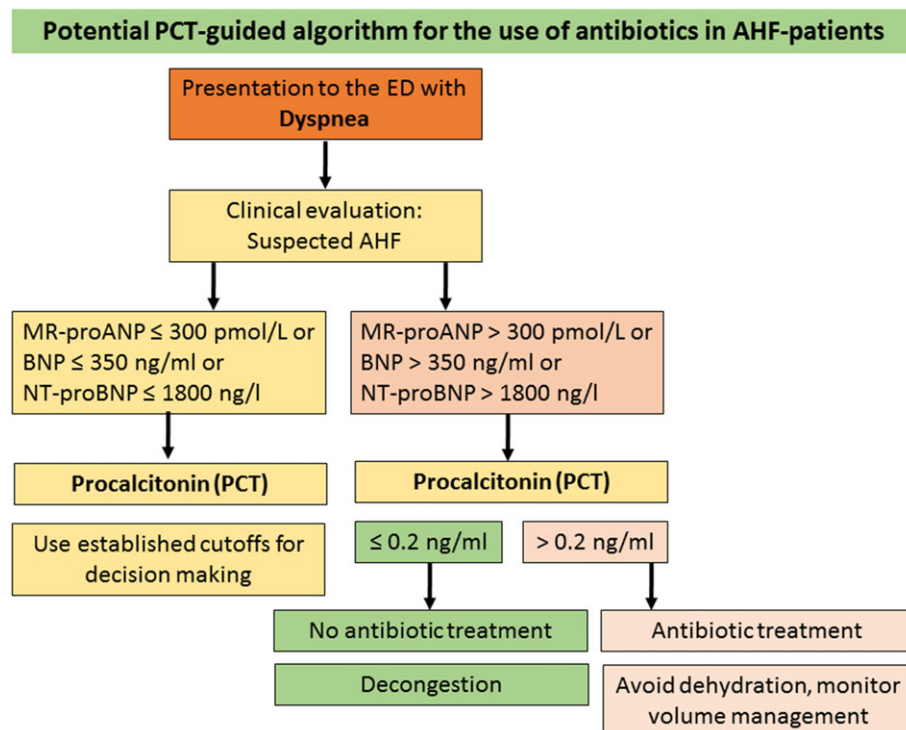 Potential PCT-guided algorithm for the use of antibiotics in AHF-patients
Presentation to the ED with
Dyspnea
Clinical evaluation:
Suspected AHF
MR-proANP ≤ 300 pmol/L or
BNP ≤ 350 ng/ml or
NT-proBNP ≤ 1800 ng/l
MR-proANP > 300 pmol/L or
BNP > 350 ng/ml or
NT-proBNP > 1800 ng/l
Procalcitonin (PCT)
Procalcitonin (PCT)
Use established cutoffs for
decision making
≤ 0.2 ng/ml
> 0.2 ng/ml
No antibiotic treatment
Antibiotic treatment
Decongestion
Avoid dehydration, monitor
volume management